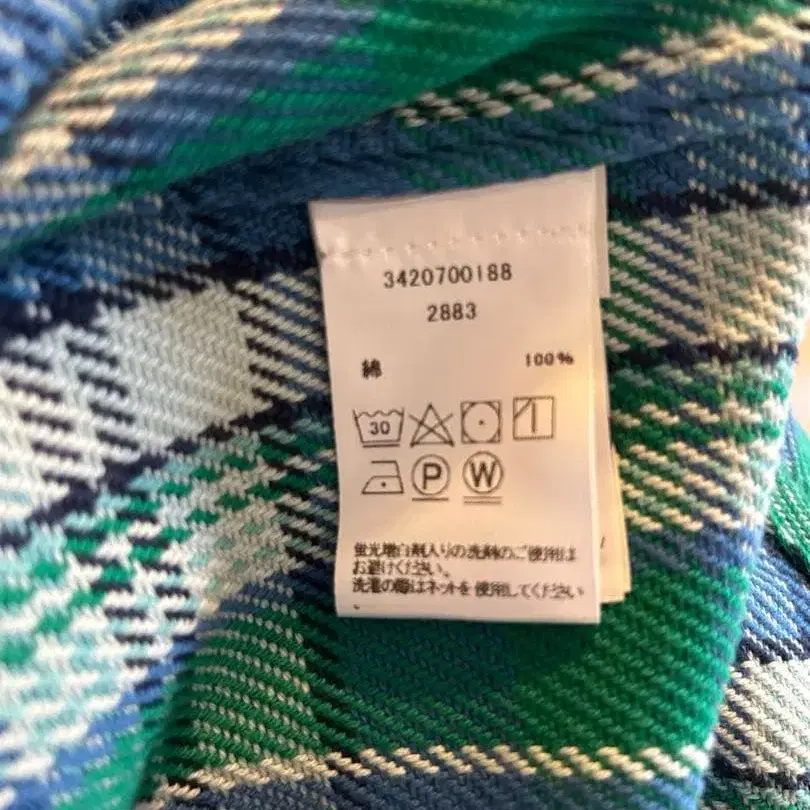 3420700188
2883
綿 100%
30
P W
蛍光増白剤入りの洗剤のご使用は
お避けください。
洗濯の際はネットを使用してください
。